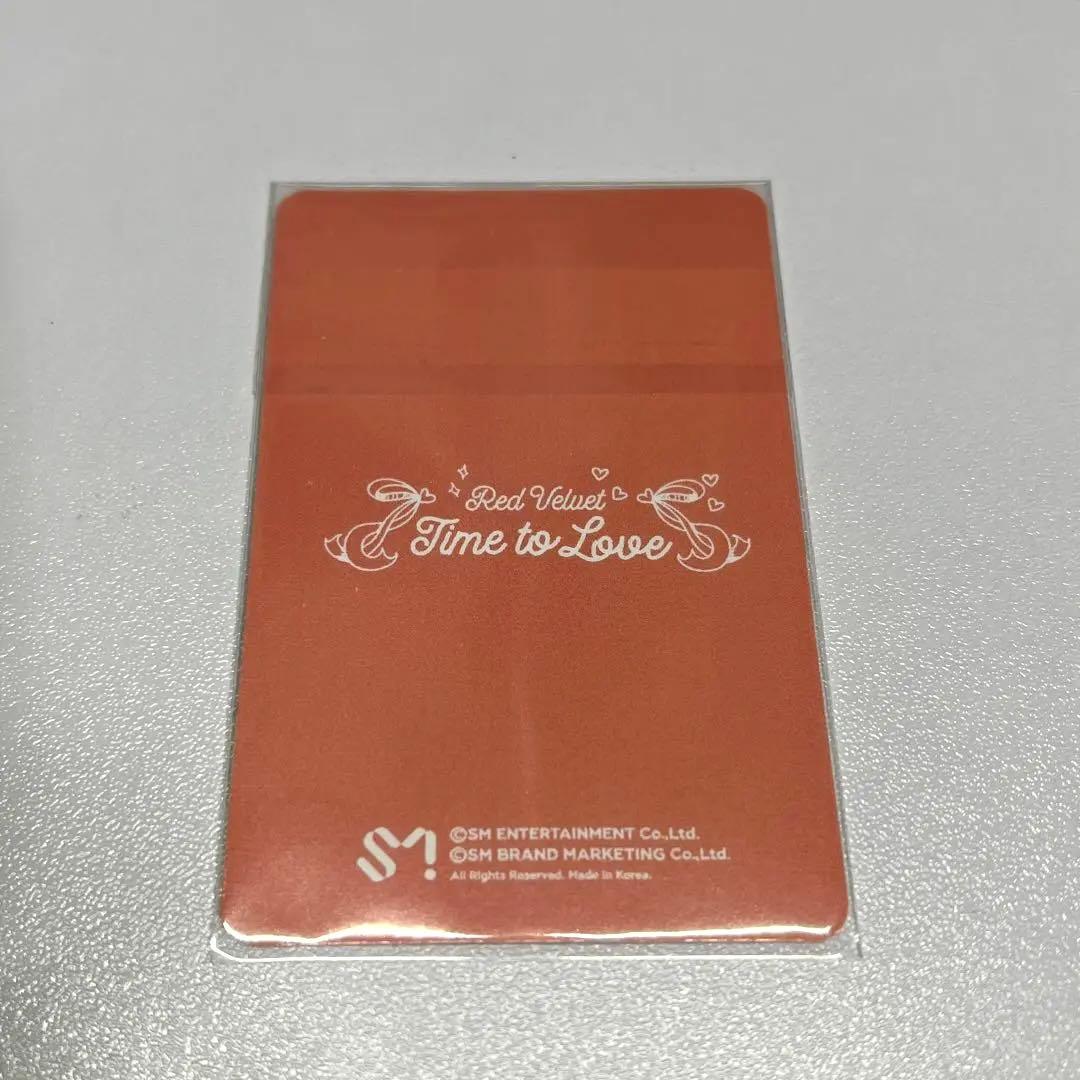 Red Velvet
Time to Love
SM!
©SM ENTERTAINMENT Co.,Ltd.
©SM BRAND MARKETING Co.,Ltd.
All Rights Reserved. Made in Korea.